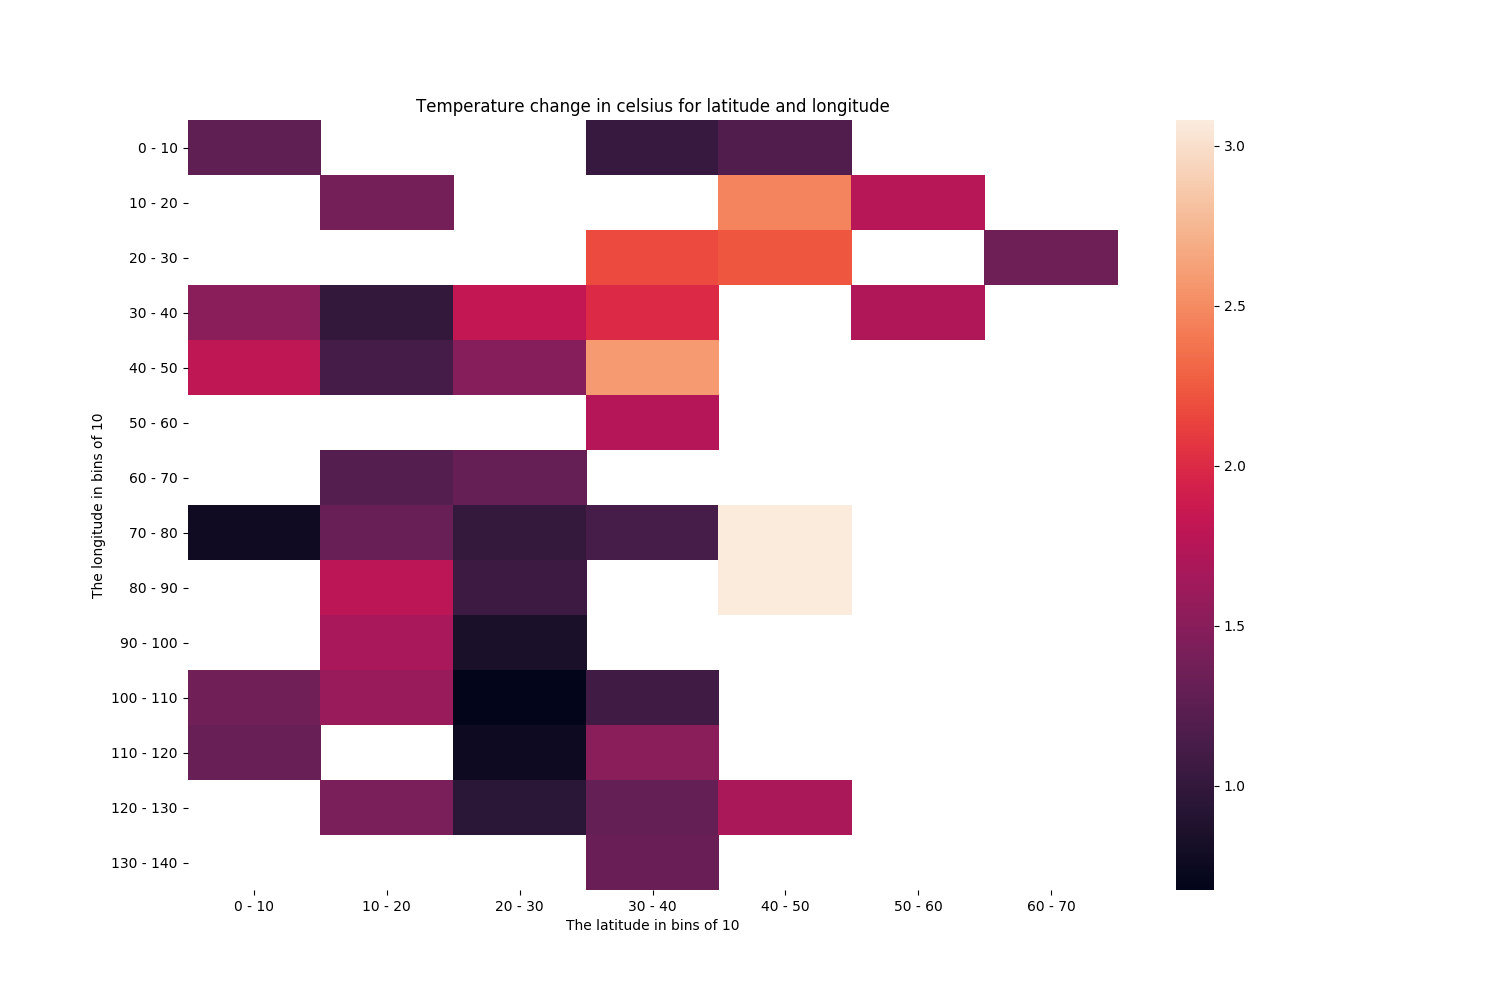 Temperature change in celsius for latitude and longitude
0 - 10
10 - 20
20 - 30
30 - 40
40 - 50
50 - 60
60 - 70
70 - 80
80 - 90
90 - 100
100 - 110
110 - 120
120 - 130
130 - 140
The longitude in bins of 10
0 - 10 10 - 20 20 - 30 30 - 40 40 - 50 50 - 60 60 - 70
The latitude in bins of 10
3.0
2.5
2.0
1.5
1.0